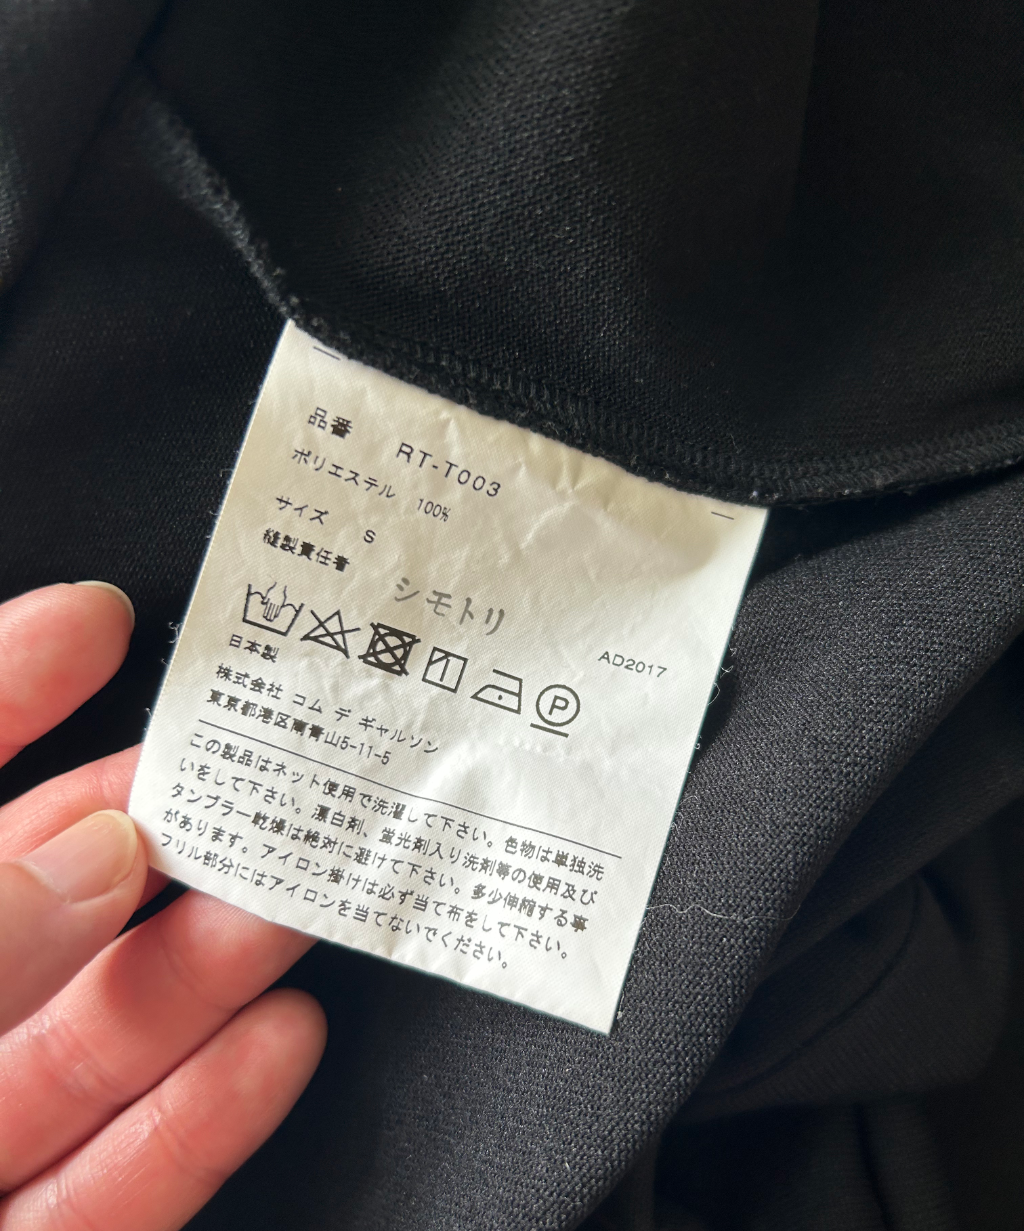 品番 RT-T003
ポリエステル 100%
サイズ S
縫製責任者
シモトリ
AD2017
P
日本製
株式会社 コム デ ギャルソン
東京都港区南青山5-11-5
この製品はネット使用で洗濯して下さい。色物は単独洗
いをして下さい。漂白剤、蛍光剤入り洗剤等の使用及び
タンブラー乾燥は絶対に避けて下さい。多少伸縮する事
があります。アイロン掛けは必ず当て布をして下さい。
フリル部分にはアイロンを当てないでください。